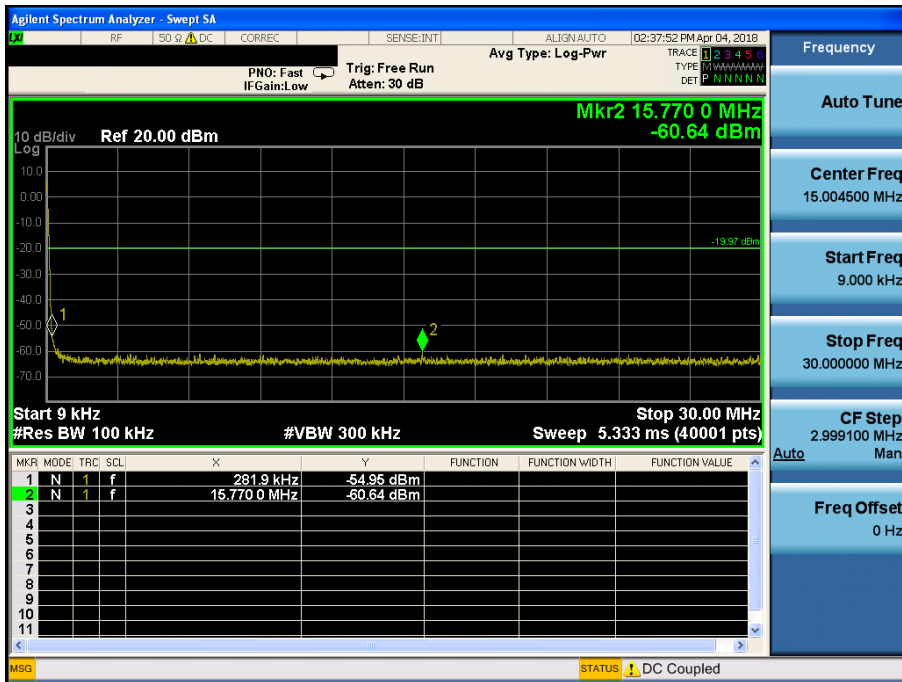 Agilent Spectrum Analyzer - Swept SA
LXI RF 50 Ω DC CORREC SENSE:INT ALIGN AUTO 02:37:52 PM Apr 04, 2018
Frequency
Avg Type: Log-Pwr
TRACE 1 2 3 4 5 6
TYPE M
DET P N N N N N
PNO: Fast
IFGain:Low
Trig: Free Run
Atten: 30 dB
Auto Tune
Mkr2 15.770 0 MHz
-60.64 dBm
10 dB/div Ref 20.00 dBm
Log
10.0
0.00
-10.0
-20.0
-30.0
-40.0
-50.0
-60.0
-70.0
-19.97 dBm
1
2
Center Freq
15.004500 MHz
Start Freq
9.000 kHz
Stop Freq
30.000000 MHz
Start 9 kHz Stop 30.00 MHz
#Res BW 100 kHz #VBW 300 kHz Sweep 5.333 ms (40001 pts)
CF Step
2.999100 MHz
Auto Man
MKR MODE TRC SCL X Y FUNCTION FUNCTION WIDTH FUNCTION VALUE
1 N 1 f 281.9 kHz -54.95 dBm
2 N 1 f 15.770 0 MHz -60.64 dBm
3
4
5
6
7
8
9
10
11
Freq Offset
0 Hz
MSG STATUS DC Coupled